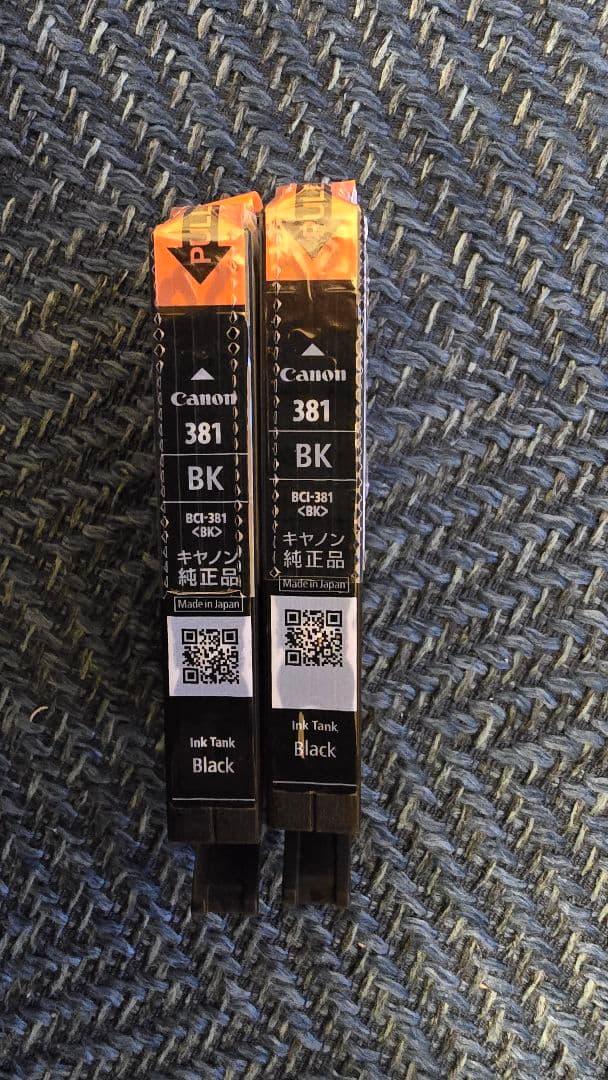 PULL
Canon
381
BK
BCI-381
<BK>
キヤノン
純正品
Made in Japan
Ink Tank
Black
PULL
Canon
381
BK
BCI-381
<BK>
キヤノン
純正品
Made in Japan
Ink Tank
Black